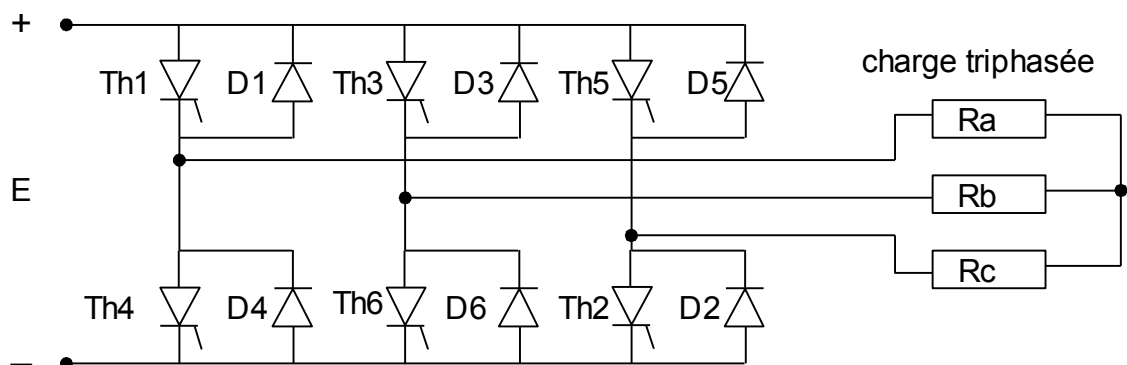 +
charge triphasée
Th1 D1 Th3 D3 Th5 D5
Ra
E
Rb
Rc
Th4 D4 Th6 D6 Th2 D2
–